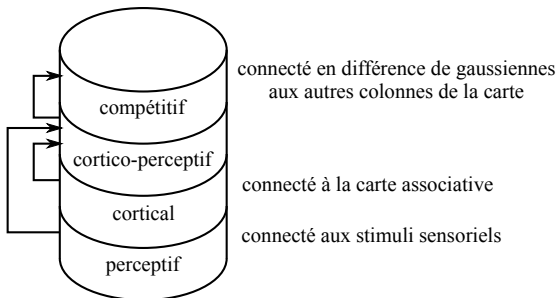 connecté en différence de gaussiennes
aux autres colonnes de la carte
compétitif
cortico-perceptif
connecté à la carte associative
cortical
connecté aux stimuli sensoriels
perceptif